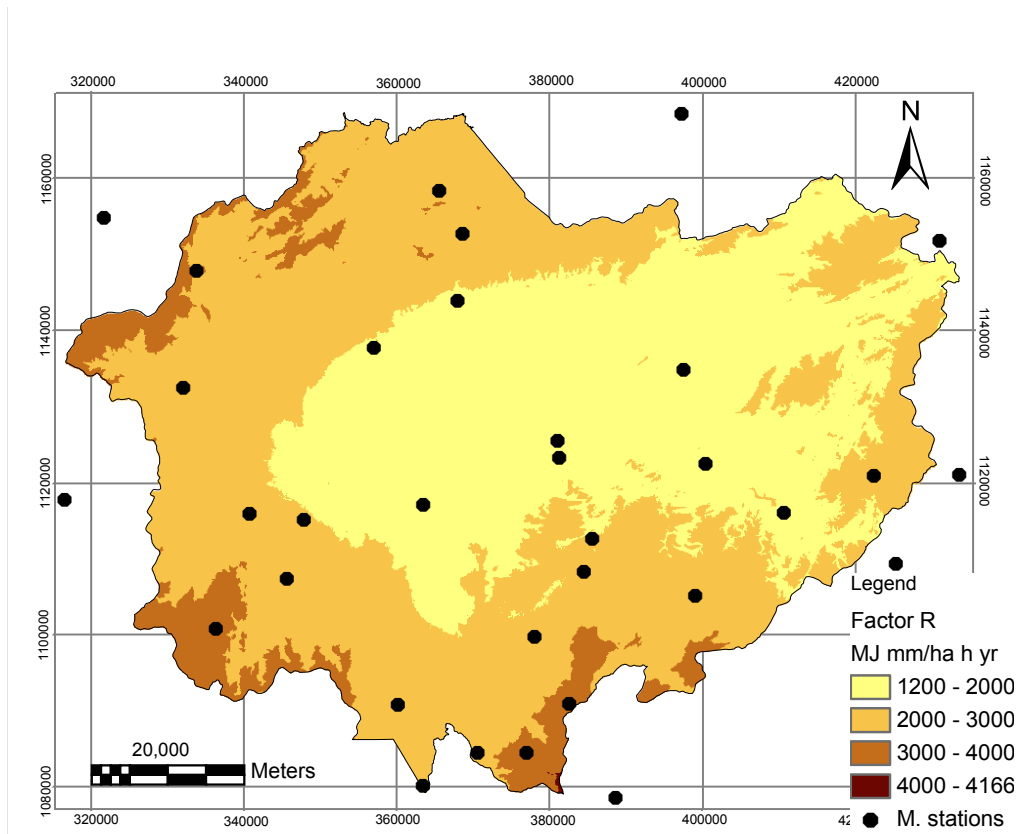 320000 340000 360000 380000 400000 420000
N
1160000 1160000
1140000 1140000
1120000 1120000
1100000
1080000
Legend
Factor R
MJ mm/ha h yr
1200 - 2000
2000 - 3000
3000 - 4000
4000 - 4166
M. stations
20,000
Meters
320000 340000 360000 380000 400000 42